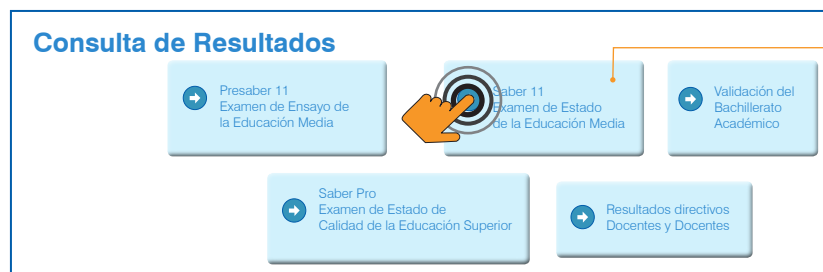 Consulta de Resultados
Presaber 11
Examen de Ensayo de
la Educación Media
Saber 11
Examen de Estado
de la Educación Media
Validación del
Bachillerato
Académico
Saber Pro
Examen de Estado de
Calidad de la Educación Superior
Resultados directivos
Docentes y Docentes